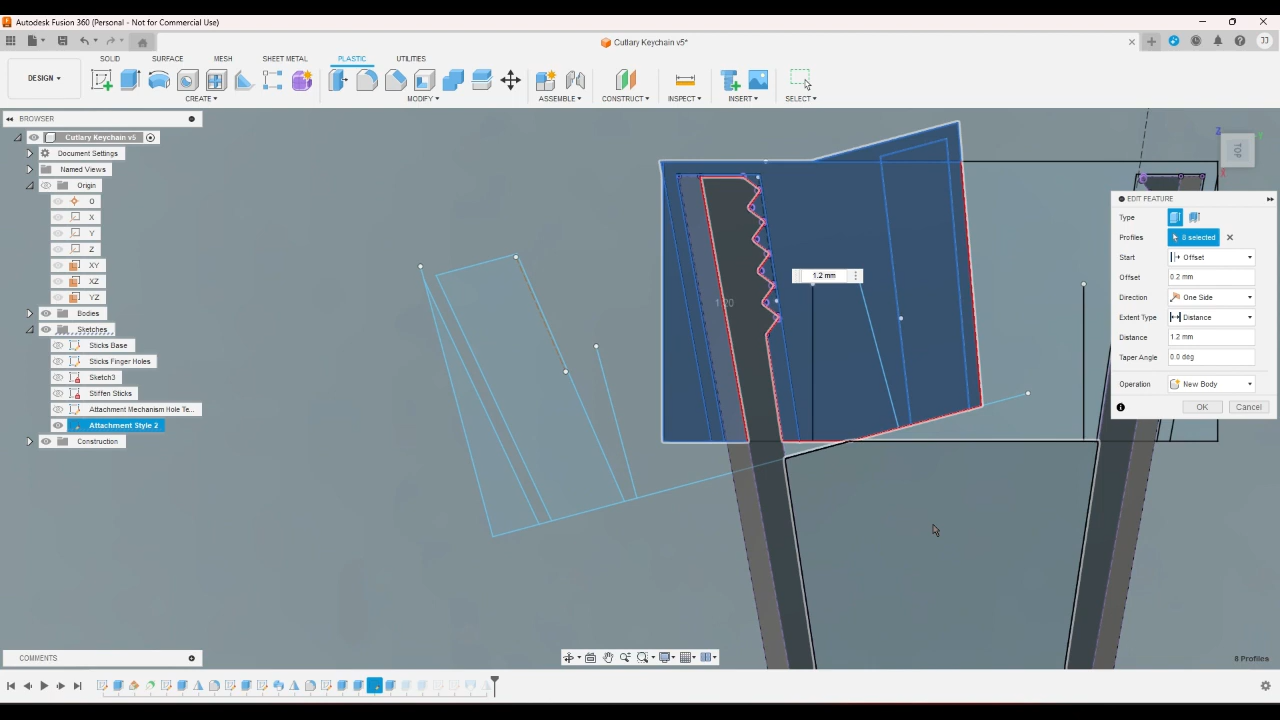 Autodesk Fusion 360 (Personal - Not for Commercial Use)
Cutlary Keychain v5*
JJ
DESIGN
SOLID SURFACE MESH SHEET METAL PLASTIC UTILITIES
CREATE MODIFY ASSEMBLE CONSTRUCT INSPECT INSERT SELECT
BROWSER
Cutlary Keychain v5
Document Settings
Named Views
Origin
O
X
Y
Z
XY
XZ
YZ
Bodies
Sketches
Sticks Base
Sticks Finger Holes
Sketch3
Stiffen Sticks
Attachment Mechanism Hole Te...
Attachment Style 2
Construction
1.20
1.2 mm
Z
TOP
X
EDIT FEATURE
Type
Profiles 8 selected
Start Offset
Offset 0.2 mm
Direction One Side
Extent Type Distance
Distance 1.2 mm
Taper Angle 0.0 deg
Operation New Body
OK Cancel
COMMENTS
8 Profiles